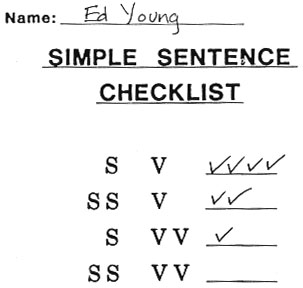 Name: Ed Young
SIMPLE SENTENCE
CHECKLIST
S V ✓✓✓✓
SS V ✓✓
S VV ✓
SS VV